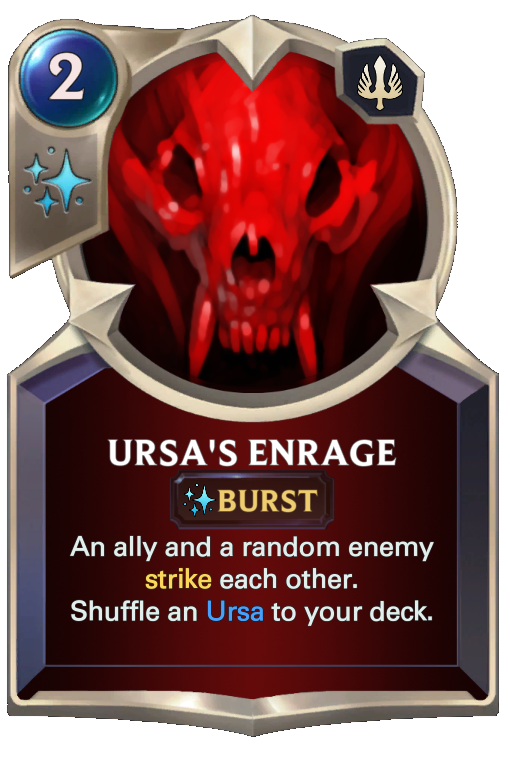 2
URSA'S ENRAGE
BURST
An ally and a random enemy
strike each other.
Shuffle an Ursa to your deck.